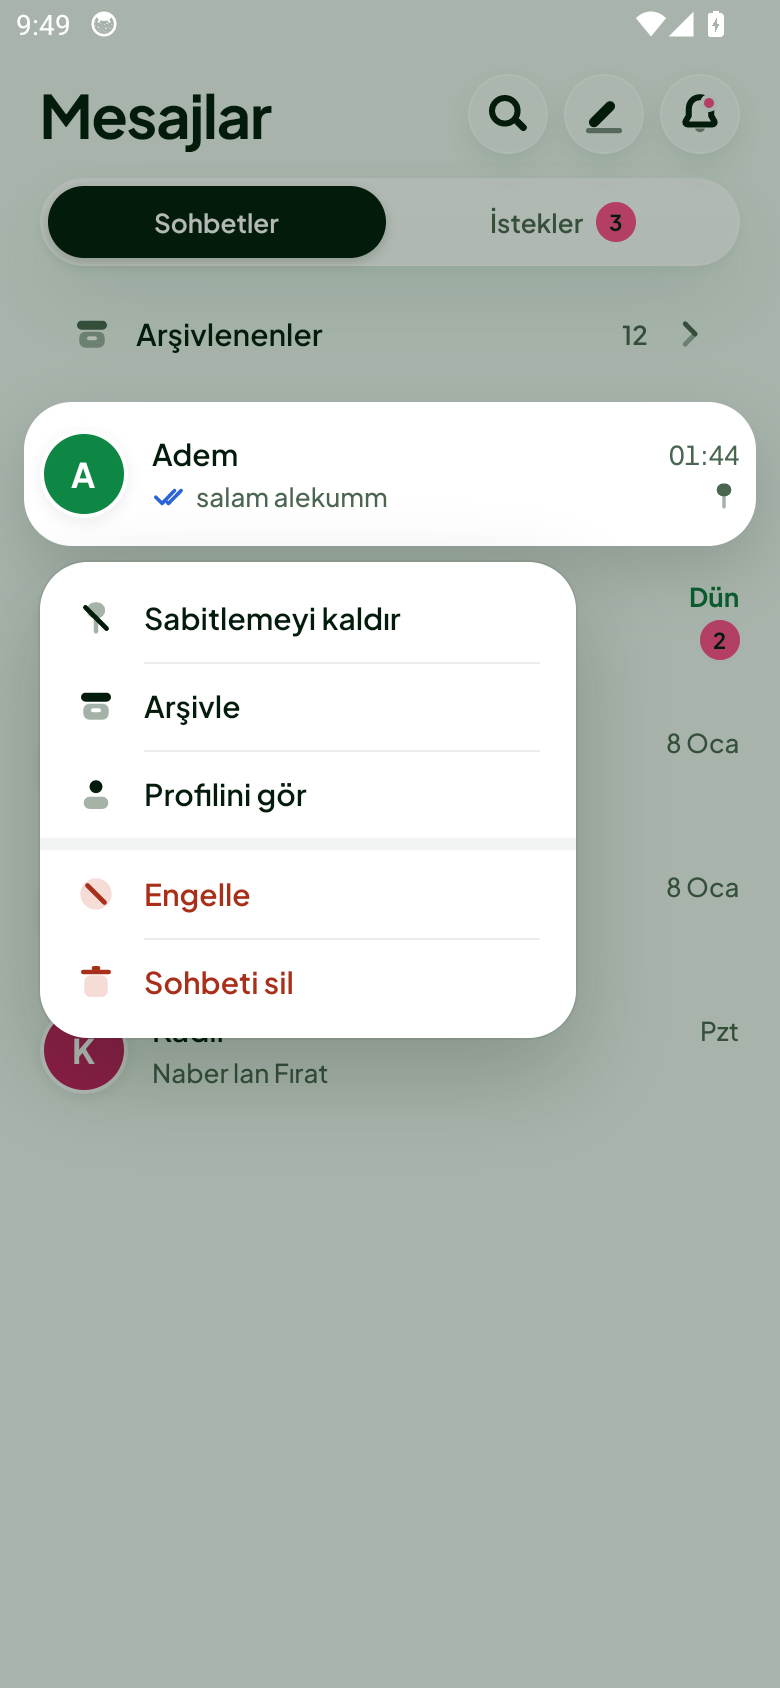 9:49
Mesajlar
Sohbetler
İstekler 3
Arşivlenenler 12
A
Adem 01:44
salam alekumm
Dün
2
Sabitlemeyi kaldır
Arşivle
8 Oca
Profilini gör
8 Oca
Engelle
Sohbeti sil
Pzt
K
Naber lan Fırat